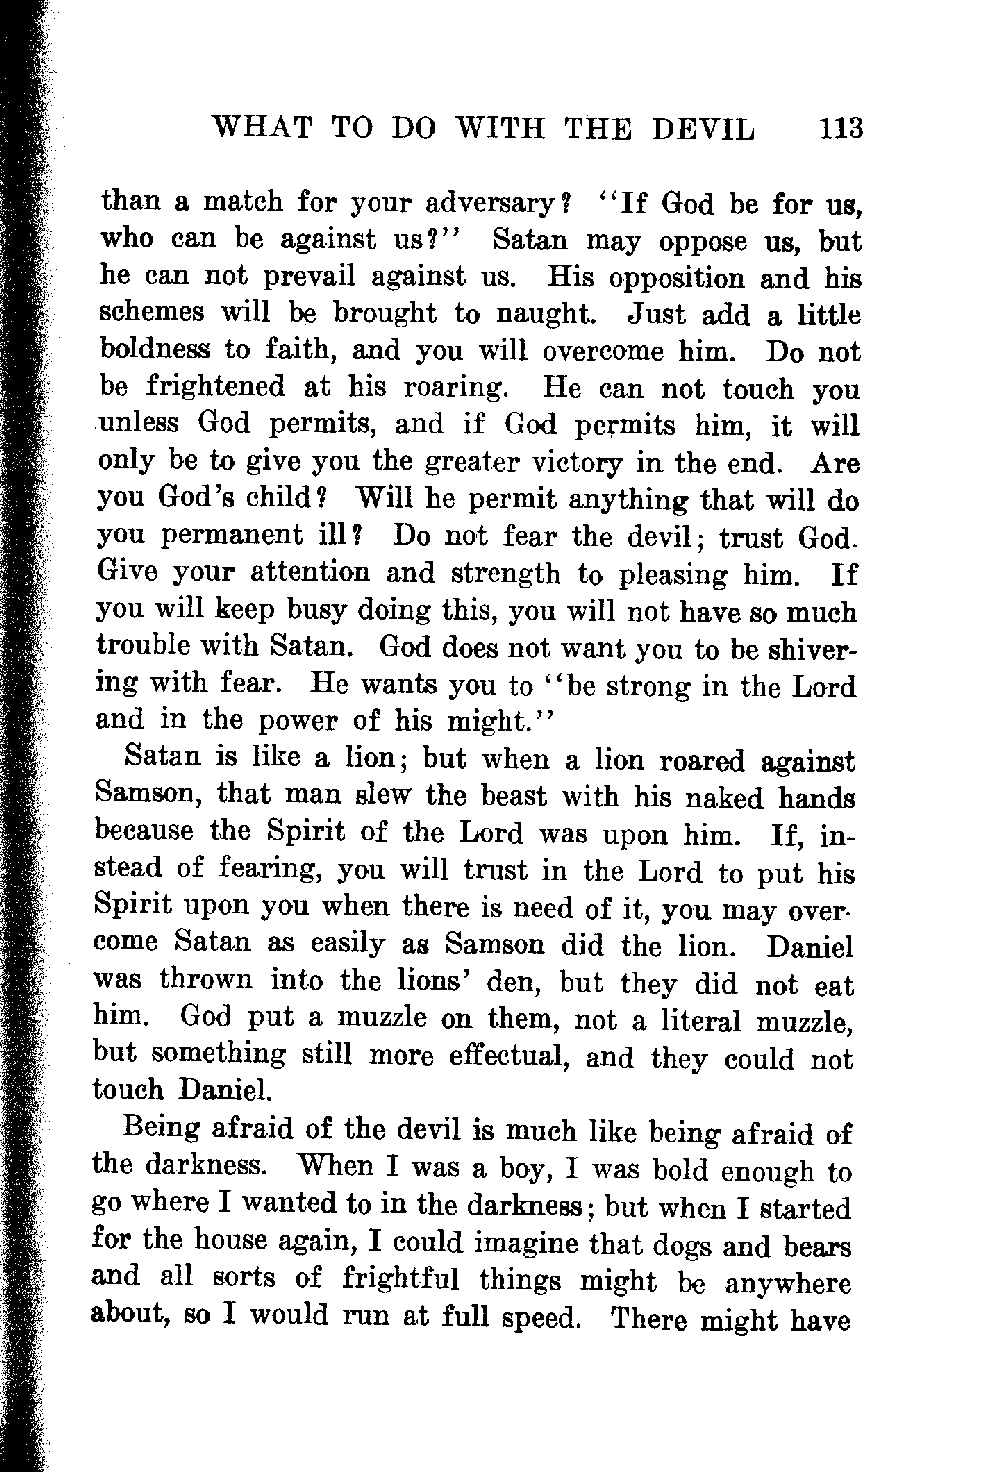 WHAT TO DO WITH THE DEVIL 113
than a match for your adversary? "If God be for us,
who can be against us?" Satan may oppose us, but
he can not prevail against us. His opposition and his
schemes will be brought to naught. Just add a little
boldness to faith, and you will overcome him. Do not
be frightened at his roaring. He can not touch you
unless God permits, and if God permits him, it will
only be to give you the greater victory in the end. Are
you God's child? Will he permit anything that will do
you permanent ill? Do not fear the devil; trust God.
Give your attention and strength to pleasing him. If
you will keep busy doing this, you will not have so much
trouble with Satan. God does not want you to be shiver-
ing with fear. He wants you to "be strong in the Lord
and in the power of his might."
Satan is like a lion; but when a lion roared against
Samson, that man slew the beast with his naked hands
because the Spirit of the Lord was upon him. If, in-
stead of fearing, you will trust in the Lord to put his
Spirit upon you when there is need of it, you may over-
come Satan as easily as Samson did the lion. Daniel
was thrown into the lions' den, but they did not eat
him. God put a muzzle on them, not a literal muzzle,
but something still more effectual, and they could not
touch Daniel.
Being afraid of the devil is much like being afraid of
the darkness. When I was a boy, I was bold enough to
go where I wanted to in the darkness; but when I started
for the house again, I could imagine that dogs and bears
and all sorts of frightful things might be anywhere
about, so I would run at full speed. There might have